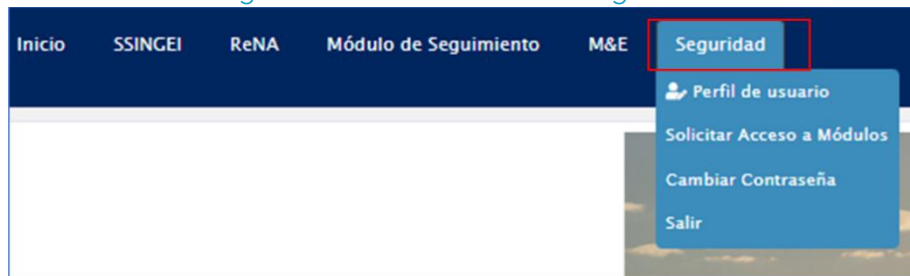 Inicio SSINGEI ReNA Módulo de Seguimiento M&E Seguridad
Perfil de usuario
Solicitar Acceso a Módulos
Cambiar Contraseña
Salir